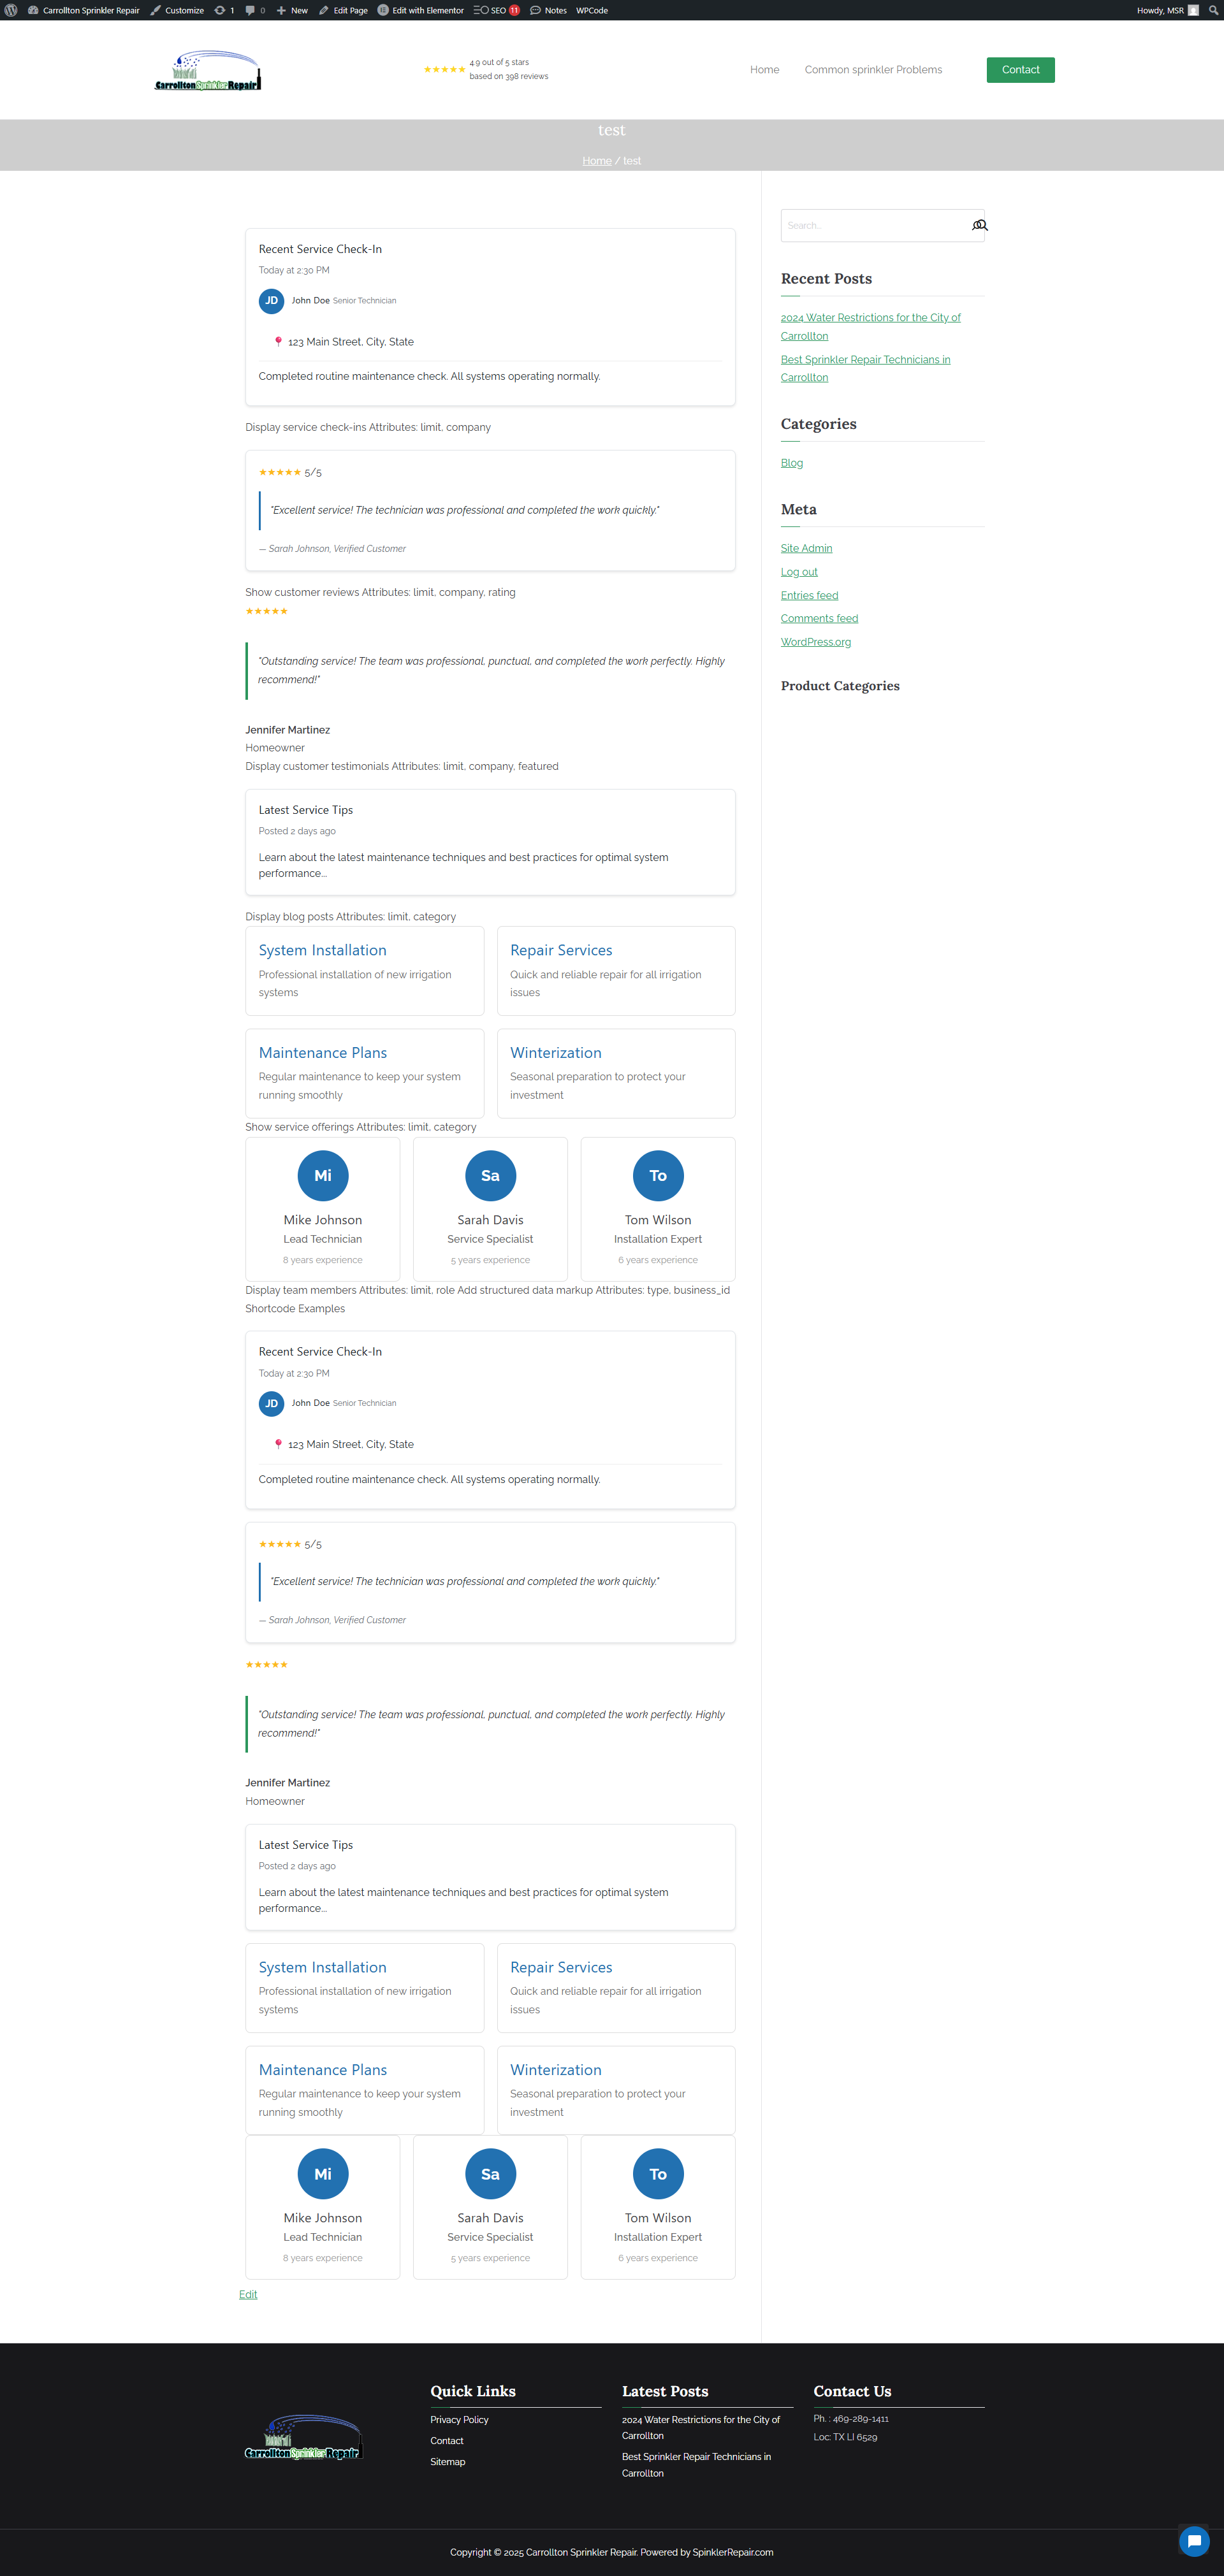 Carrollton Sprinkler Repair Customize 1 0 New Edit Page Edit with Elementor SEO 11 Notes WPCode Howdy, MSR
CarrolltonSprinklerRepair
★★★★★ 4.9 out of 5 stars
based on 398 reviews
Home Common sprinkler Problems Contact
test
Home / test
Recent Service Check-In
Today at 2:30 PM
JD John Doe Senior Technician
📍 123 Main Street, City, State
Completed routine maintenance check. All systems operating normally.
Display service check-ins Attributes: limit, company
★★★★★ 5/5
"Excellent service! The technician was professional and completed the work quickly."
— Sarah Johnson, Verified Customer
Show customer reviews Attributes: limit, company, rating
★★★★★
"Outstanding service! The team was professional, punctual, and completed the work perfectly. Highly
recommend!"
Jennifer Martinez
Homeowner
Display customer testimonials Attributes: limit, company, featured
Latest Service Tips
Posted 2 days ago
Learn about the latest maintenance techniques and best practices for optimal system
performance...
Display blog posts Attributes: limit, category
System Installation
Professional installation of new irrigation
systems
Repair Services
Quick and reliable repair for all irrigation
issues
Maintenance Plans
Regular maintenance to keep your system
running smoothly
Winterization
Seasonal preparation to protect your
investment
Show service offerings Attributes: limit, category
Mi
Mike Johnson
Lead Technician
8 years experience
Sa
Sarah Davis
Service Specialist
5 years experience
To
Tom Wilson
Installation Expert
6 years experience
Display team members Attributes: limit, role Add structured data markup Attributes: type, business_id
Shortcode Examples
Recent Service Check-In
Today at 2:30 PM
JD John Doe Senior Technician
📍 123 Main Street, City, State
Completed routine maintenance check. All systems operating normally.
★★★★★ 5/5
"Excellent service! The technician was professional and completed the work quickly."
— Sarah Johnson, Verified Customer
★★★★★
"Outstanding service! The team was professional, punctual, and completed the work perfectly. Highly
recommend!"
Jennifer Martinez
Homeowner
Latest Service Tips
Posted 2 days ago
Learn about the latest maintenance techniques and best practices for optimal system
performance...
System Installation
Professional installation of new irrigation
systems
Repair Services
Quick and reliable repair for all irrigation
issues
Maintenance Plans
Regular maintenance to keep your system
running smoothly
Winterization
Seasonal preparation to protect your
investment
Mi
Mike Johnson
Lead Technician
8 years experience
Sa
Sarah Davis
Service Specialist
5 years experience
To
Tom Wilson
Installation Expert
6 years experience
Edit
Search...
Recent Posts
2024 Water Restrictions for the City of
Carrollton
Best Sprinkler Repair Technicians in
Carrollton
Categories
Blog
Meta
Site Admin
Log out
Entries feed
Comments feed
WordPress.org
Product Categories
CarrolltonSprinklerRepair
Quick Links
Privacy Policy
Contact
Sitemap
Latest Posts
2024 Water Restrictions for the City of
Carrollton
Best Sprinkler Repair Technicians in
Carrollton
Contact Us
Ph. : 469-289-1411
Loc: TX LI 6529
Copyright © 2025 Carrollton Sprinkler Repair. Powered by SpinklerRepair.com